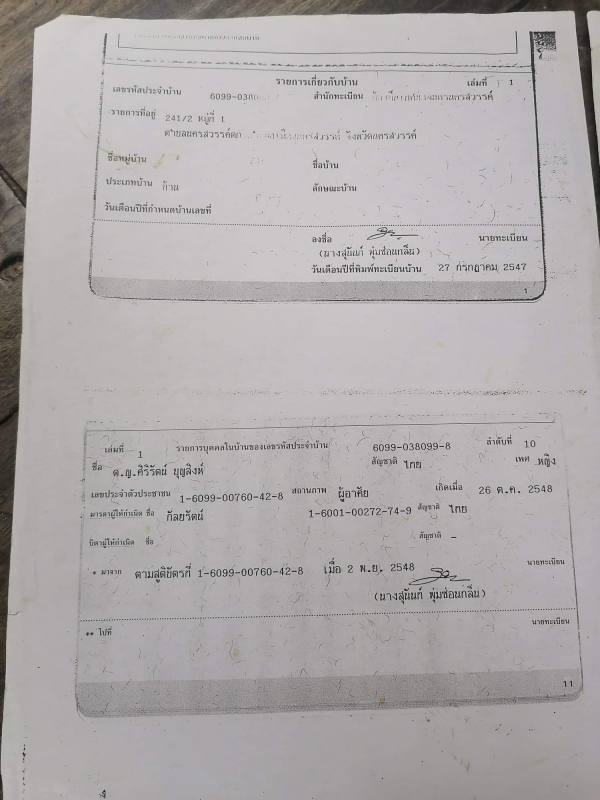 รายการเกี่ยวกับบ้าน เล่มที่ 1
เลขรหัสประจำบ้าน 6099-038 สำนักทะเบียน
รายการที่อยู่ 241/2 หมู่ที่ 1
ตำบลนครสวรรค์ตก จังหวัดนครสวรรค์
ชื่อหมู่บ้าน ชื่อบ้าน
ประเภทบ้าน บ้าน ลักษณะบ้าน
วันเดือนปีที่กำหนดบ้านเลขที่
ลงชื่อ นายทะเบียน
(นางสุนันท์ พุ่มซ่อนกลิ่น)
วันเดือนปีที่พิมพ์ทะเบียนบ้าน 27 กรกฎาคม 2547
1
เล่มที่ 1 รายการบุคคลในบ้านของเลขรหัสประจำบ้าน 6099-038099-8 ลำดับที่ 10
ชื่อ ด.ญ.ศิริรัตน์ บุญสิงห์ สัญชาติ ไทย เพศ หญิง
เลขประจำตัวประชาชน 1-6099-00760-42-8 สถานภาพ ผู้อาศัย เกิดเมื่อ 26 ต.ค. 2548
มารดาผู้ให้กำเนิด ชื่อ กัลยรัตน์ 1-6001-00272-74-9 สัญชาติ ไทย
บิดาผู้ให้กำเนิด ชื่อ สัญชาติ -
* มาจาก ตามสูติบัตรที่ 1-6099-00760-42-8 เมื่อ 2 พ.ย. 2548 นายทะเบียน
(นางสุนันท์ พุ่มซ่อนกลิ่น)
** ไปที่ นายทะเบียน
11